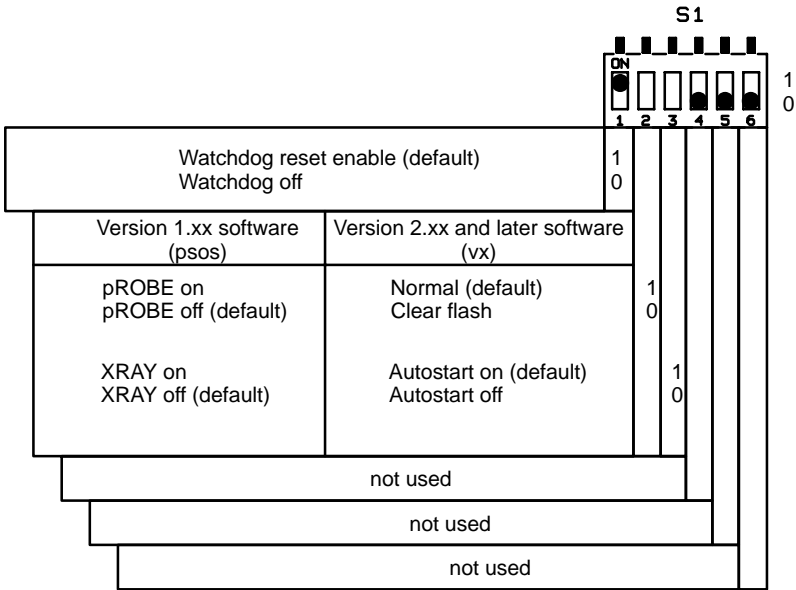 S1
ON
1
0
1 2 3 4 5 6
Watchdog reset enable (default) 1
Watchdog off 0
Version 1.xx software
(psos)
Version 2.xx and later software
(vx)
pROBE on Normal (default) 1
pROBE off (default) Clear flash 0
XRAY on Autostart on (default) 1
XRAY off (default) Autostart off 0
not used
not used
not used